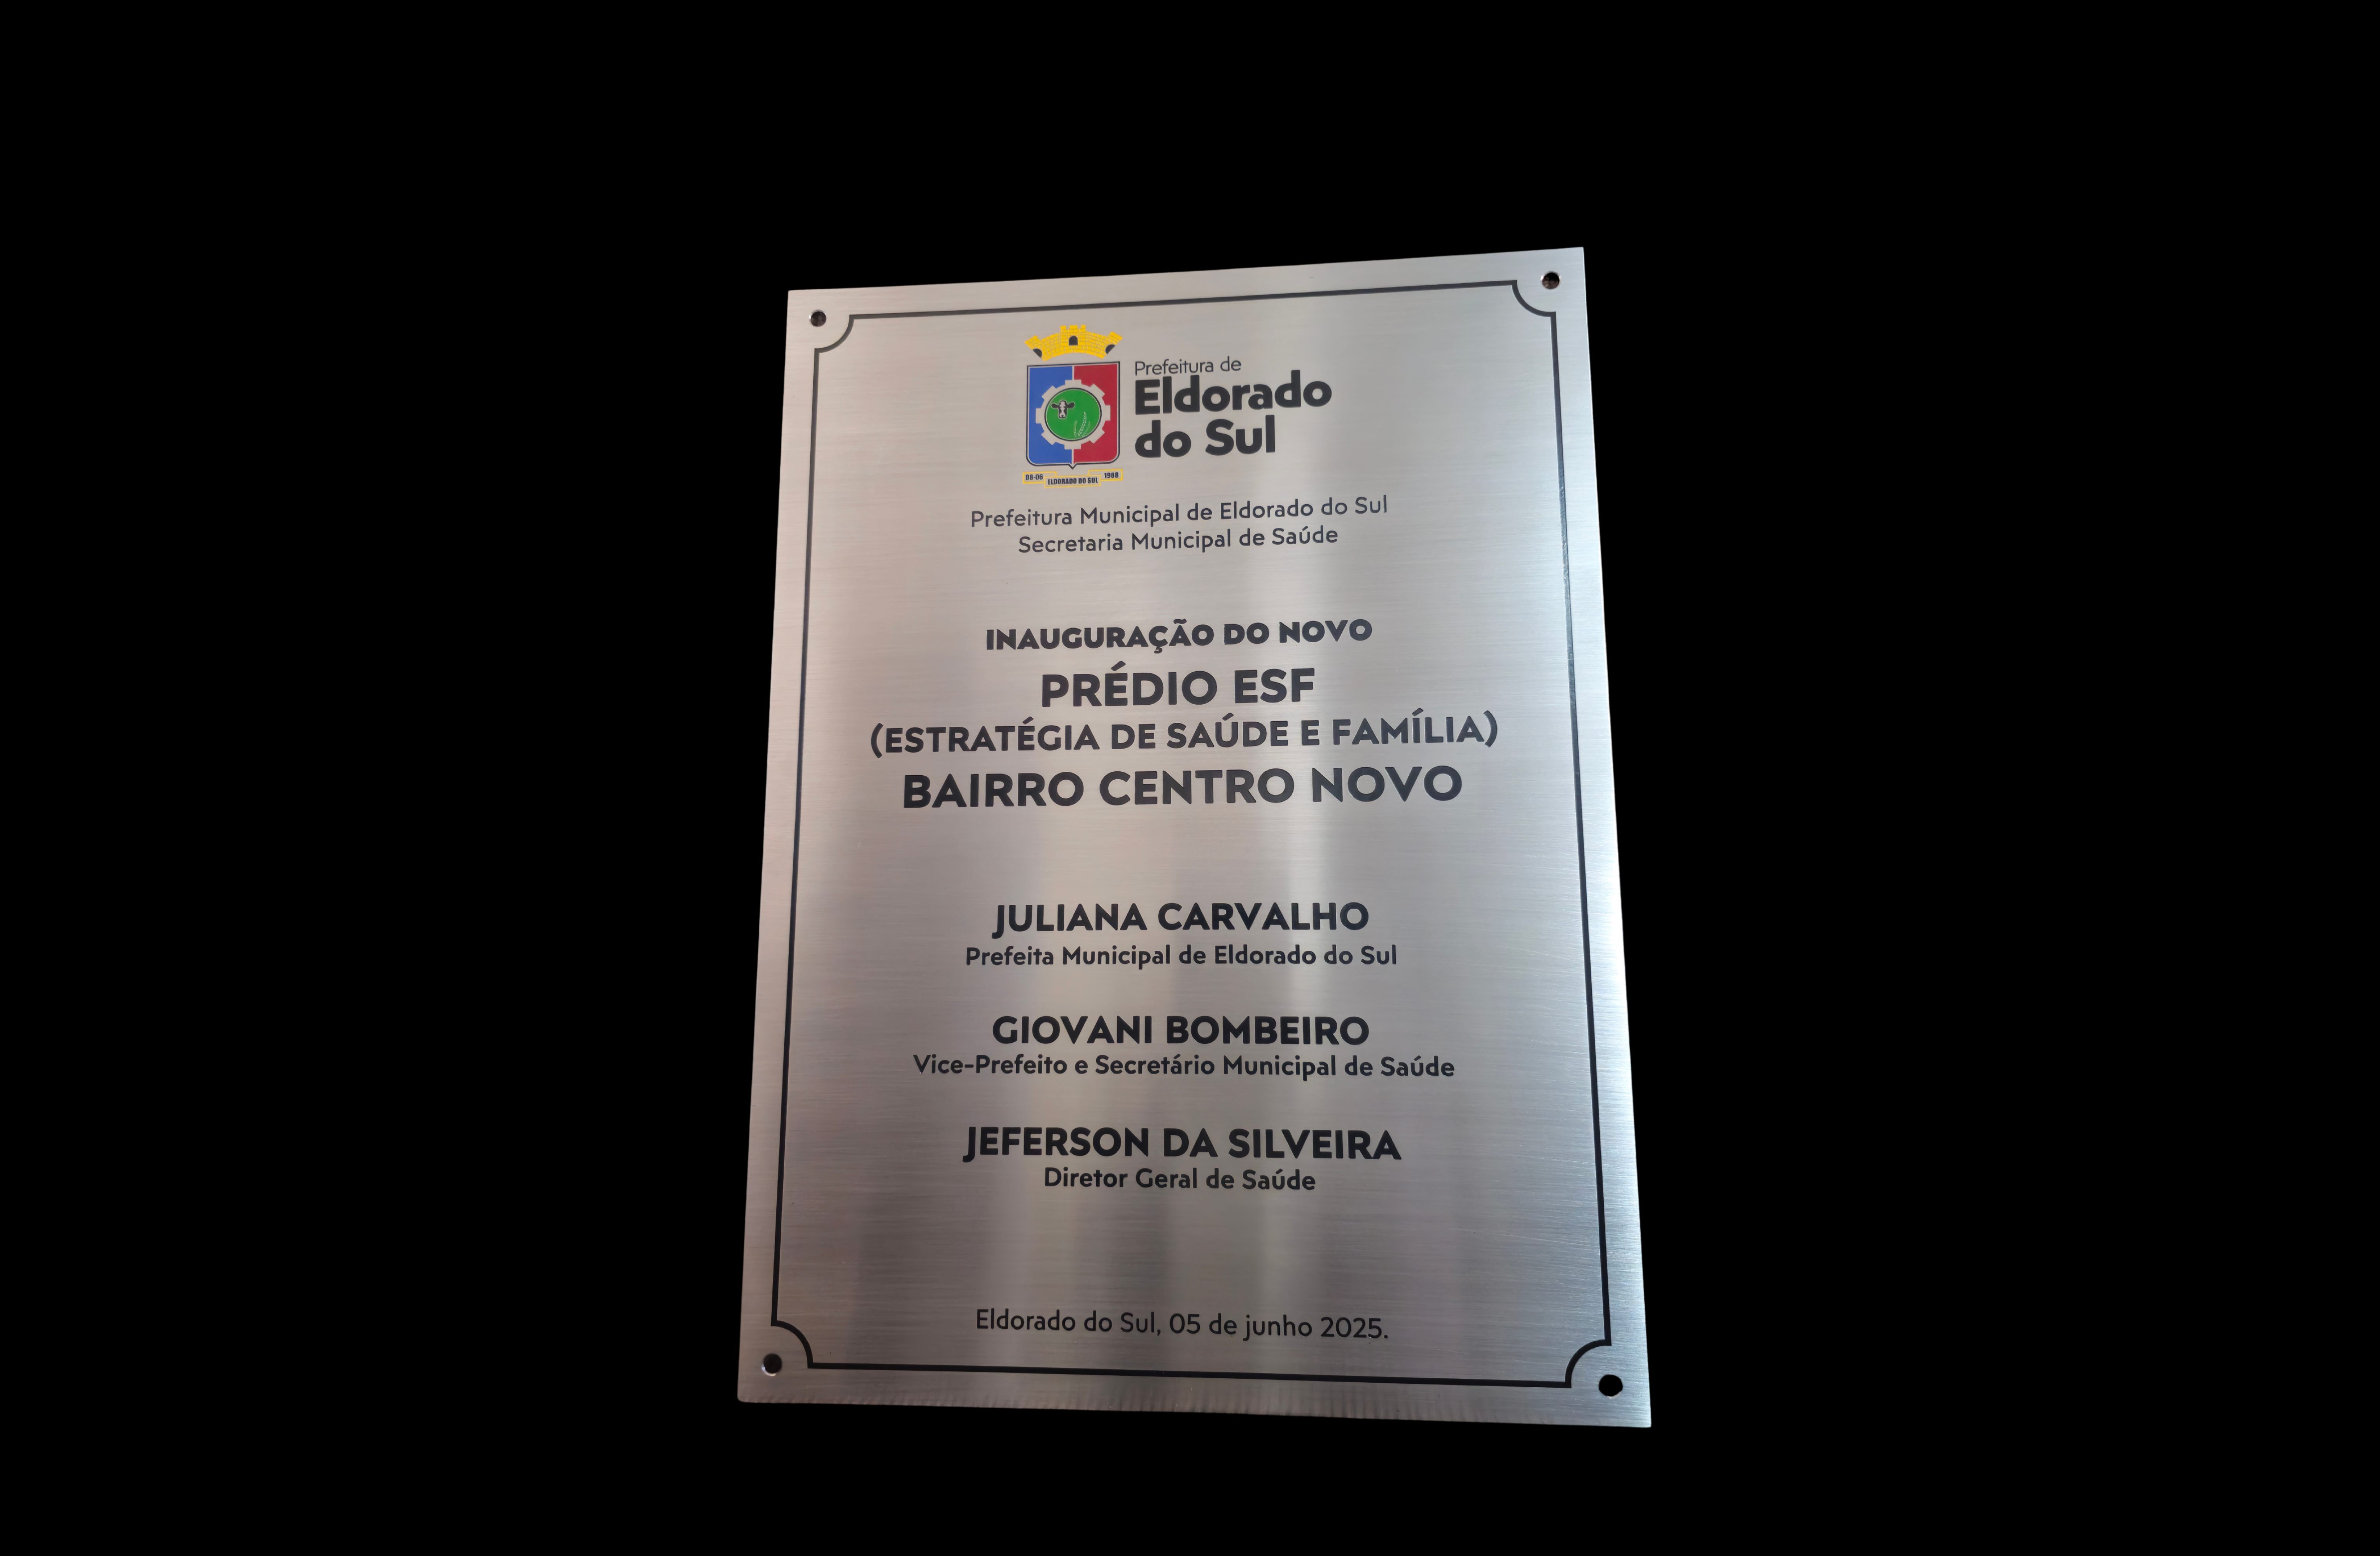 Prefeitura de
Eldorado
do Sul
08-06 ELDORADO DO SUL 1988
Prefeitura Municipal de Eldorado do Sul
Secretaria Municipal de Saúde
INAUGURAÇÃO DO NOVO
PRÉDIO ESF
(ESTRATÉGIA DE SAÚDE E FAMÍLIA)
BAIRRO CENTRO NOVO
JULIANA CARVALHO
Prefeita Municipal de Eldorado do Sul
GIOVANI BOMBEIRO
Vice-Prefeito e Secretário Municipal de Saúde
JEFERSON DA SILVEIRA
Diretor Geral de Saúde
Eldorado do Sul, 05 de junho 2025.